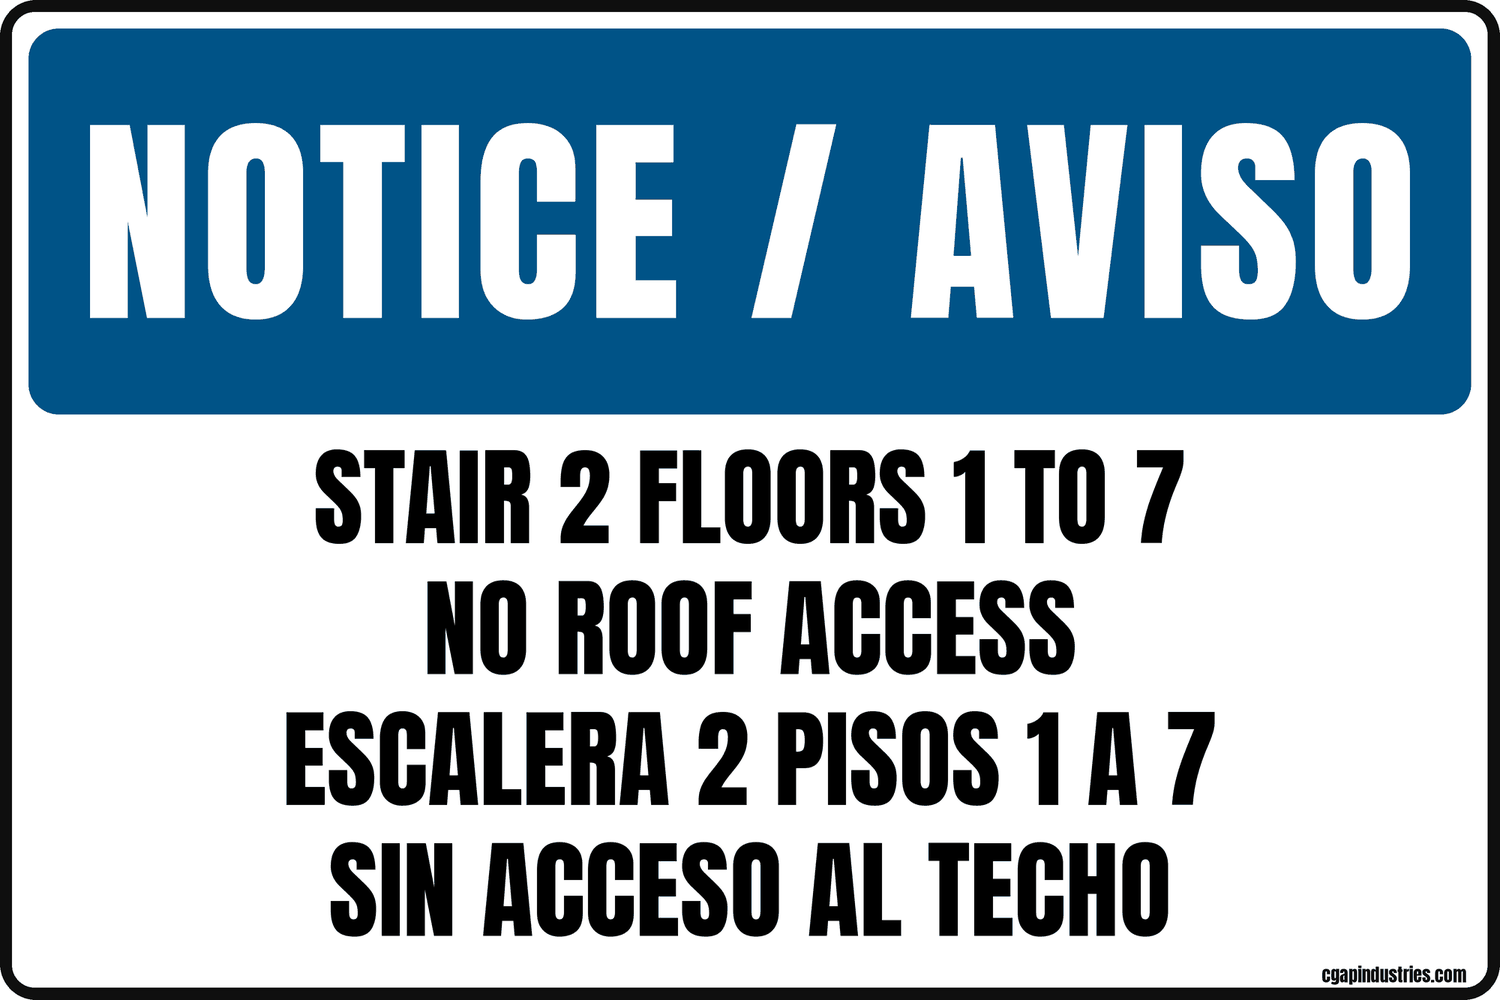 NOTICE / AVISO
STAIR 2 FLOORS 1 TO 7
NO ROOF ACCESS
ESCALERA 2 PISOS 1 A 7
SIN ACCESO AL TECHO
cgapindustries.com